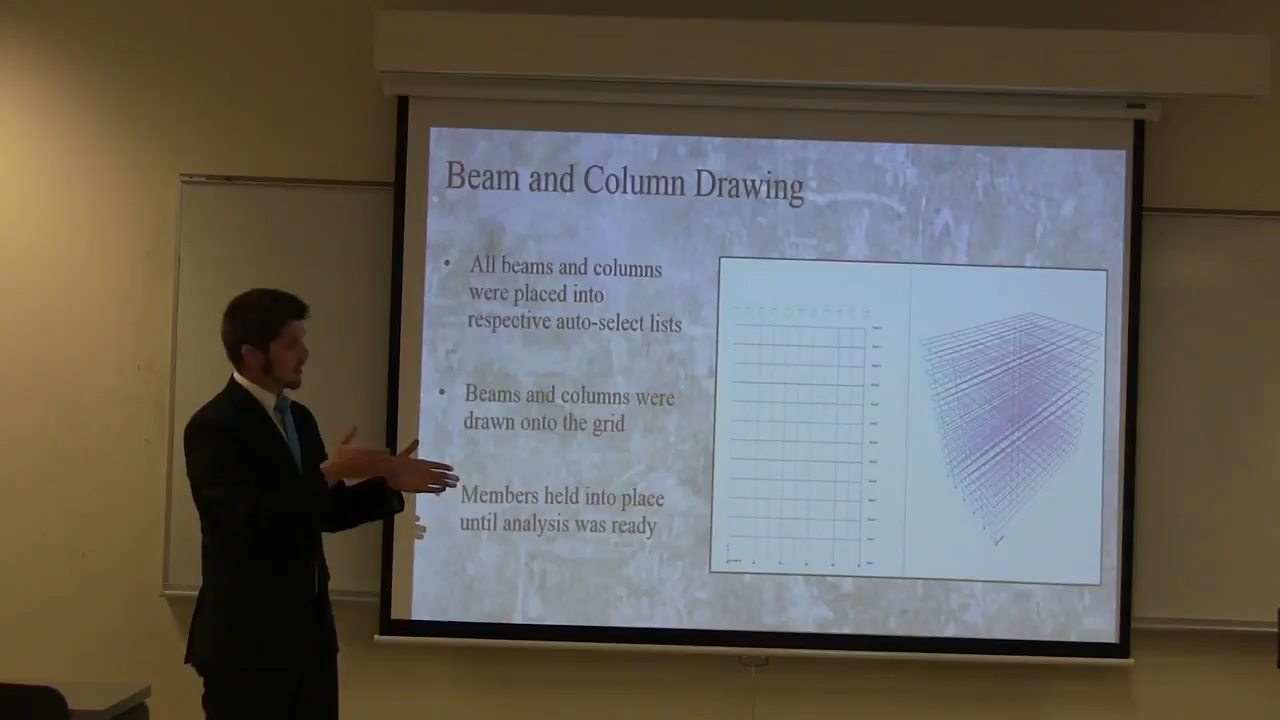 Beam and Column Drawing
• All beams and columns
were placed into
respective auto-select lists
• Beams and columns were
drawn onto the grid
Members held into place
until analysis was ready